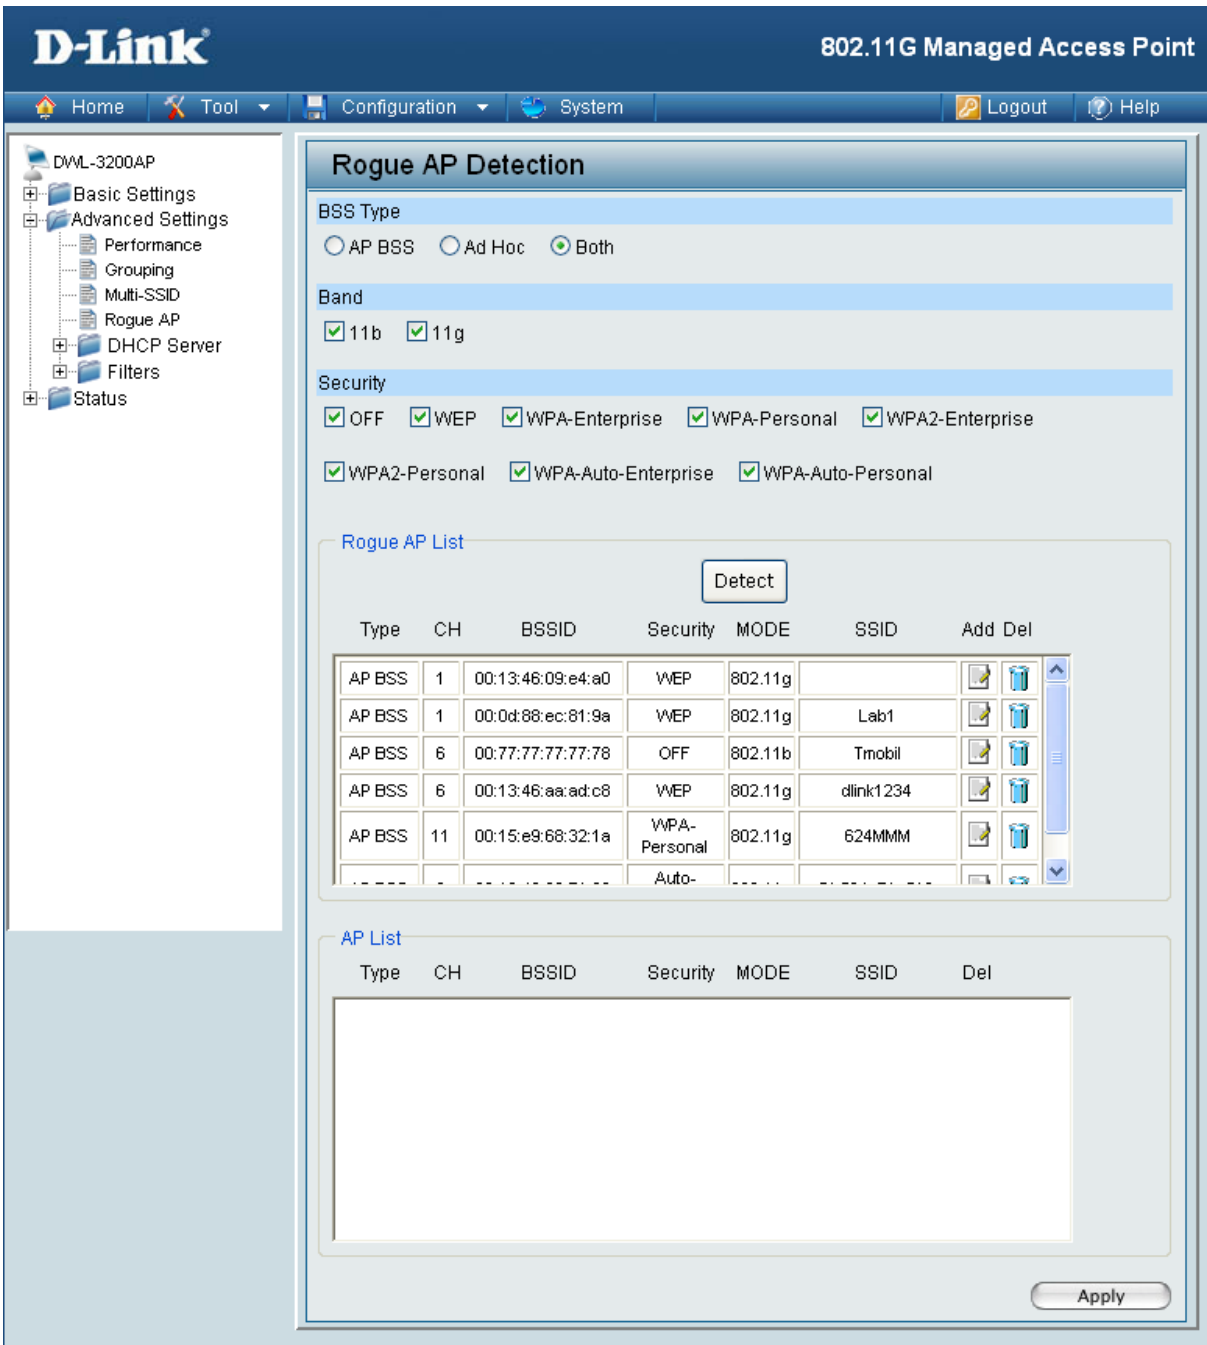 D-Link
802.11G Managed Access Point
Home Tool Configuration System Logout Help
DWL-3200AP
Basic Settings
Advanced Settings
Performance
Grouping
Multi-SSID
Rogue AP
DHCP Server
Filters
Status
Rogue AP Detection
BSS Type
AP BSS Ad Hoc Both
Band
11b 11g
Security
OFF WEP WPA-Enterprise WPA-Personal WPA2-Enterprise
WPA2-Personal WPA-Auto-Enterprise WPA-Auto-Personal
Rogue AP List
Detect
Type CH BSSID Security MODE SSID Add Del
AP BSS 1 00:13:46:09:e4:a0 WEP 802.11g
AP BSS 1 00:0d:88:ec:81:9a WEP 802.11g Lab1
AP BSS 6 00:77:77:77:77:78 OFF 802.11b Tmobil
AP BSS 6 00:13:46:aa:ad:c8 WEP 802.11g dlink1234
AP BSS 11 00:15:e9:68:32:1a WPA-Personal 802.11g 624MMM
Auto-
AP List
Type CH BSSID Security MODE SSID Del
Apply